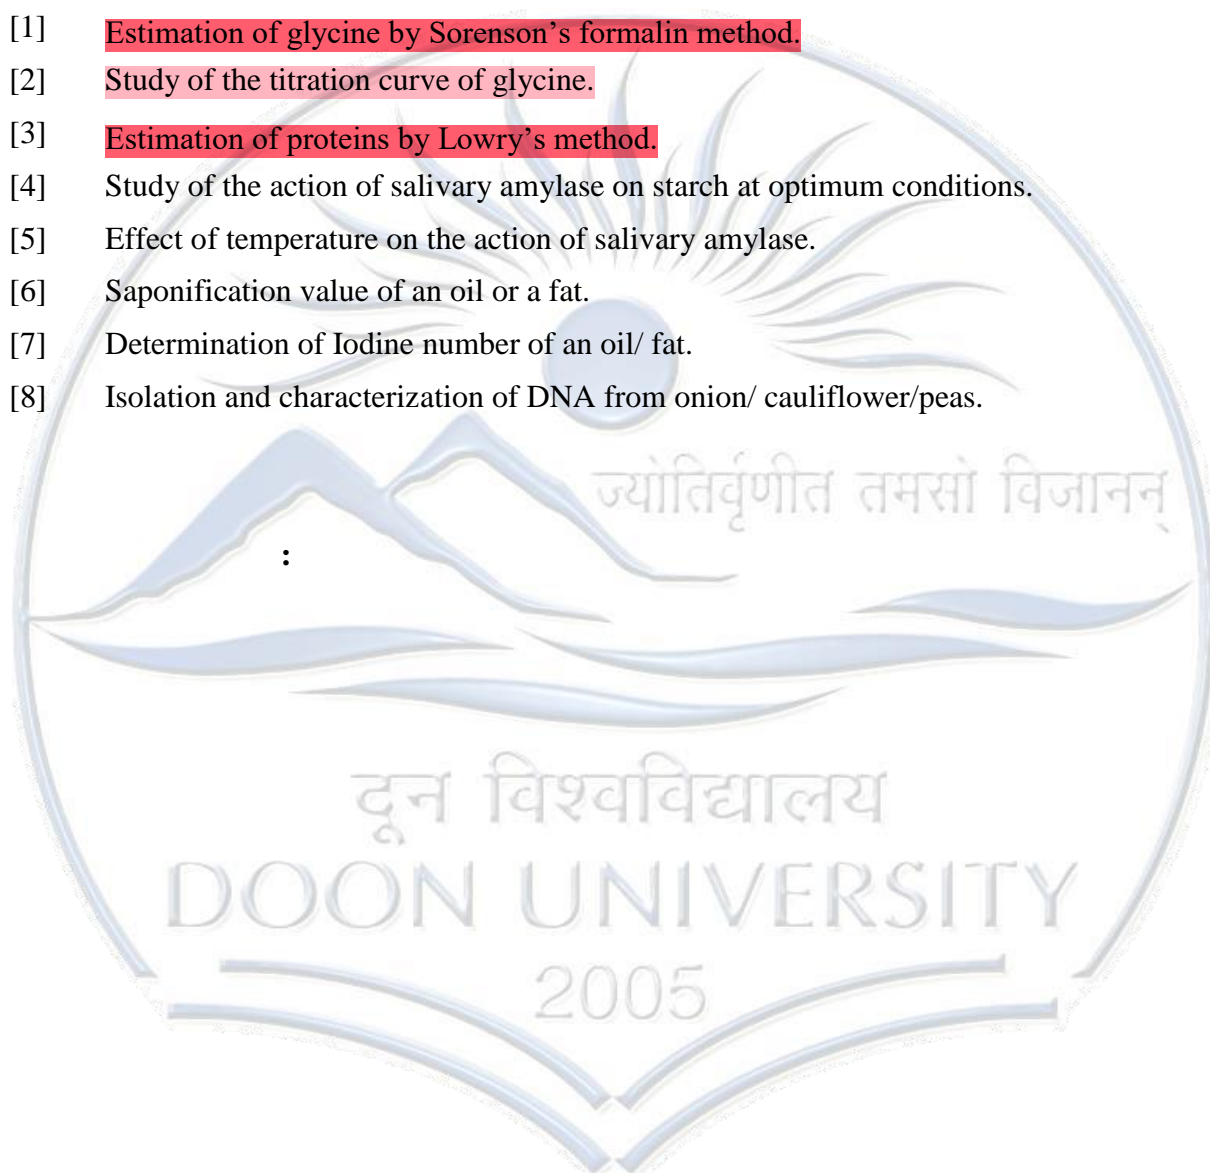 [1] Estimation of glycine by Sorenson’s formalin method.
[2] Study of the titration curve of glycine.
[3] Estimation of proteins by Lowry’s method.
[4] Study of the action of salivary amylase on starch at optimum conditions.
[5] Effect of temperature on the action of salivary amylase.
[6] Saponification value of an oil or a fat.
[7] Determination of Iodine number of an oil/ fat.
[8] Isolation and characterization of DNA from onion/ cauliflower/peas.
ज्योतिर्वृणीत तमसो विजानन्
:
दून विश्वविद्यालय
DOON UNIVERSITY
2005